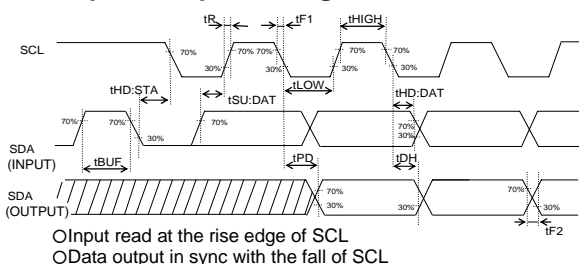 tR
tF1
tHIGH
SCL
70%
30%
70%
70%
30%
70%
30%
70%
30%
tHD:STA
tSU:DAT
tLOW
tHD:DAT
SDA
(INPUT)
70%
70%
30%
70%
70%
30%
tBUF
tPD
tDH
SDA
(OUTPUT)
70%
30%
30%
70%
30%
tF2
○Input read at the rise edge of SCL
○Data output in sync with the fall of SCL